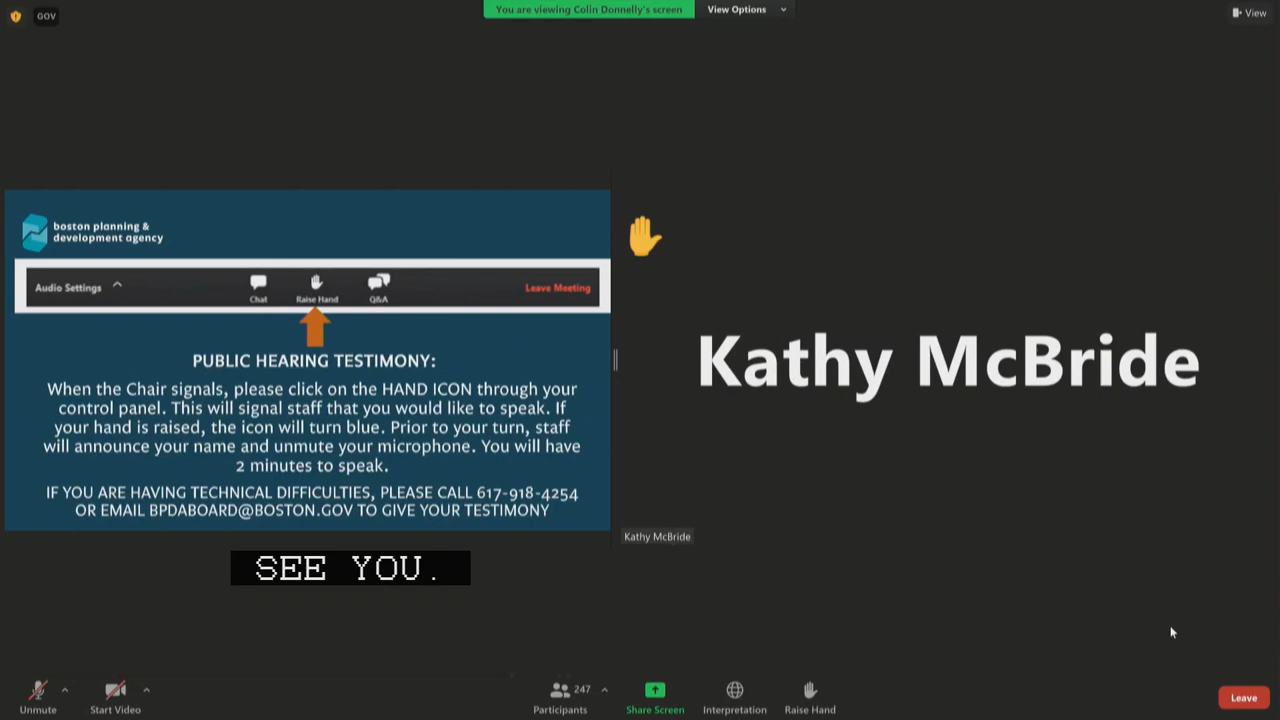 GOV
You are viewing Colin Donnelly's screen
View Options
View
boston planning &
development agency
Audio Settings
Chat
Raise Hand
Q&A
Leave Meeting
PUBLIC HEARING TESTIMONY:
When the Chair signals, please click on the HAND ICON through your
control panel. This will signal staff that you would like to speak. If
your hand is raised, the icon will turn blue. Prior to your turn, staff
will announce your name and unmute your microphone. You will have
2 minutes to speak.
IF YOU ARE HAVING TECHNICAL DIFFICULTIES, PLEASE CALL 617-918-4254
OR EMAIL BPDABOARD@BOSTON.GOV TO GIVE YOUR TESTIMONY
Kathy McBride
Kathy McBride
SEE YOU.
Unmute
Start Video
247
Participants
Share Screen
Interpretation
Raise Hand
Leave